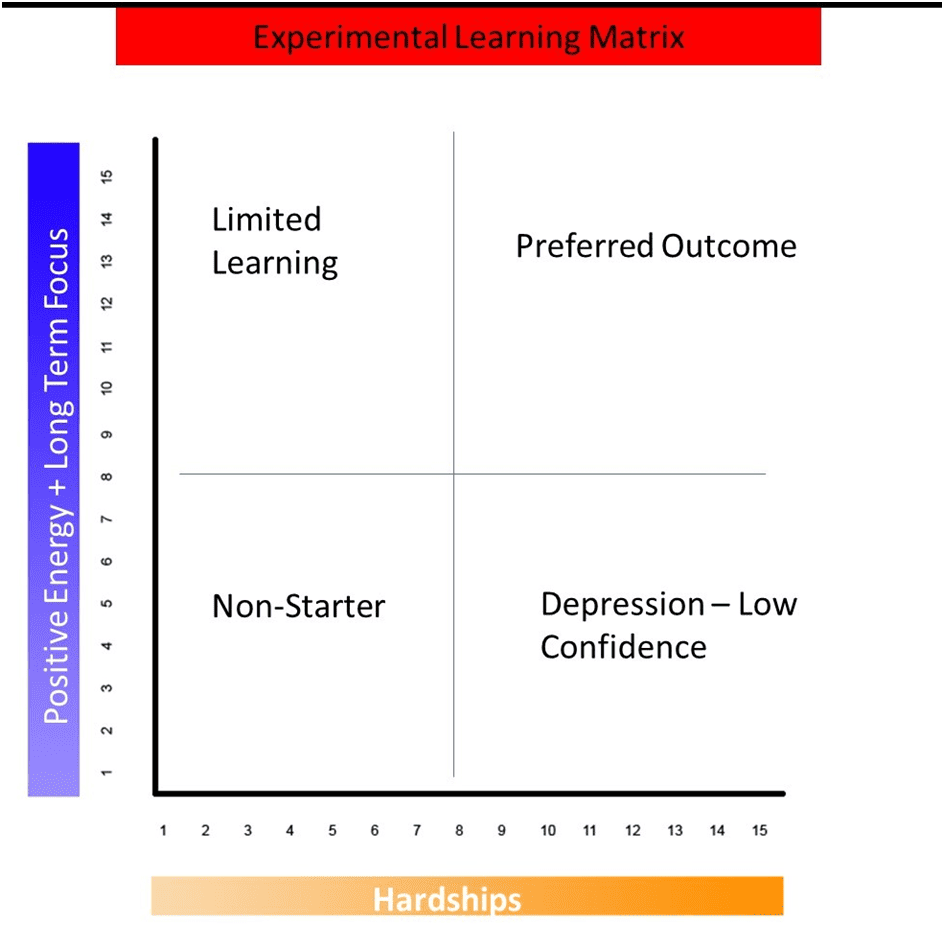 Experimental Learning Matrix
Positive Energy + Long Term Focus
15
14
13
12
11
10
9
8
7
6
5
4
3
2
1
Limited
Learning
Preferred Outcome
Non-Starter
Depression – Low
Confidence
1 2 3 4 5 6 7 8 9 10 11 12 13 14 15
Hardships